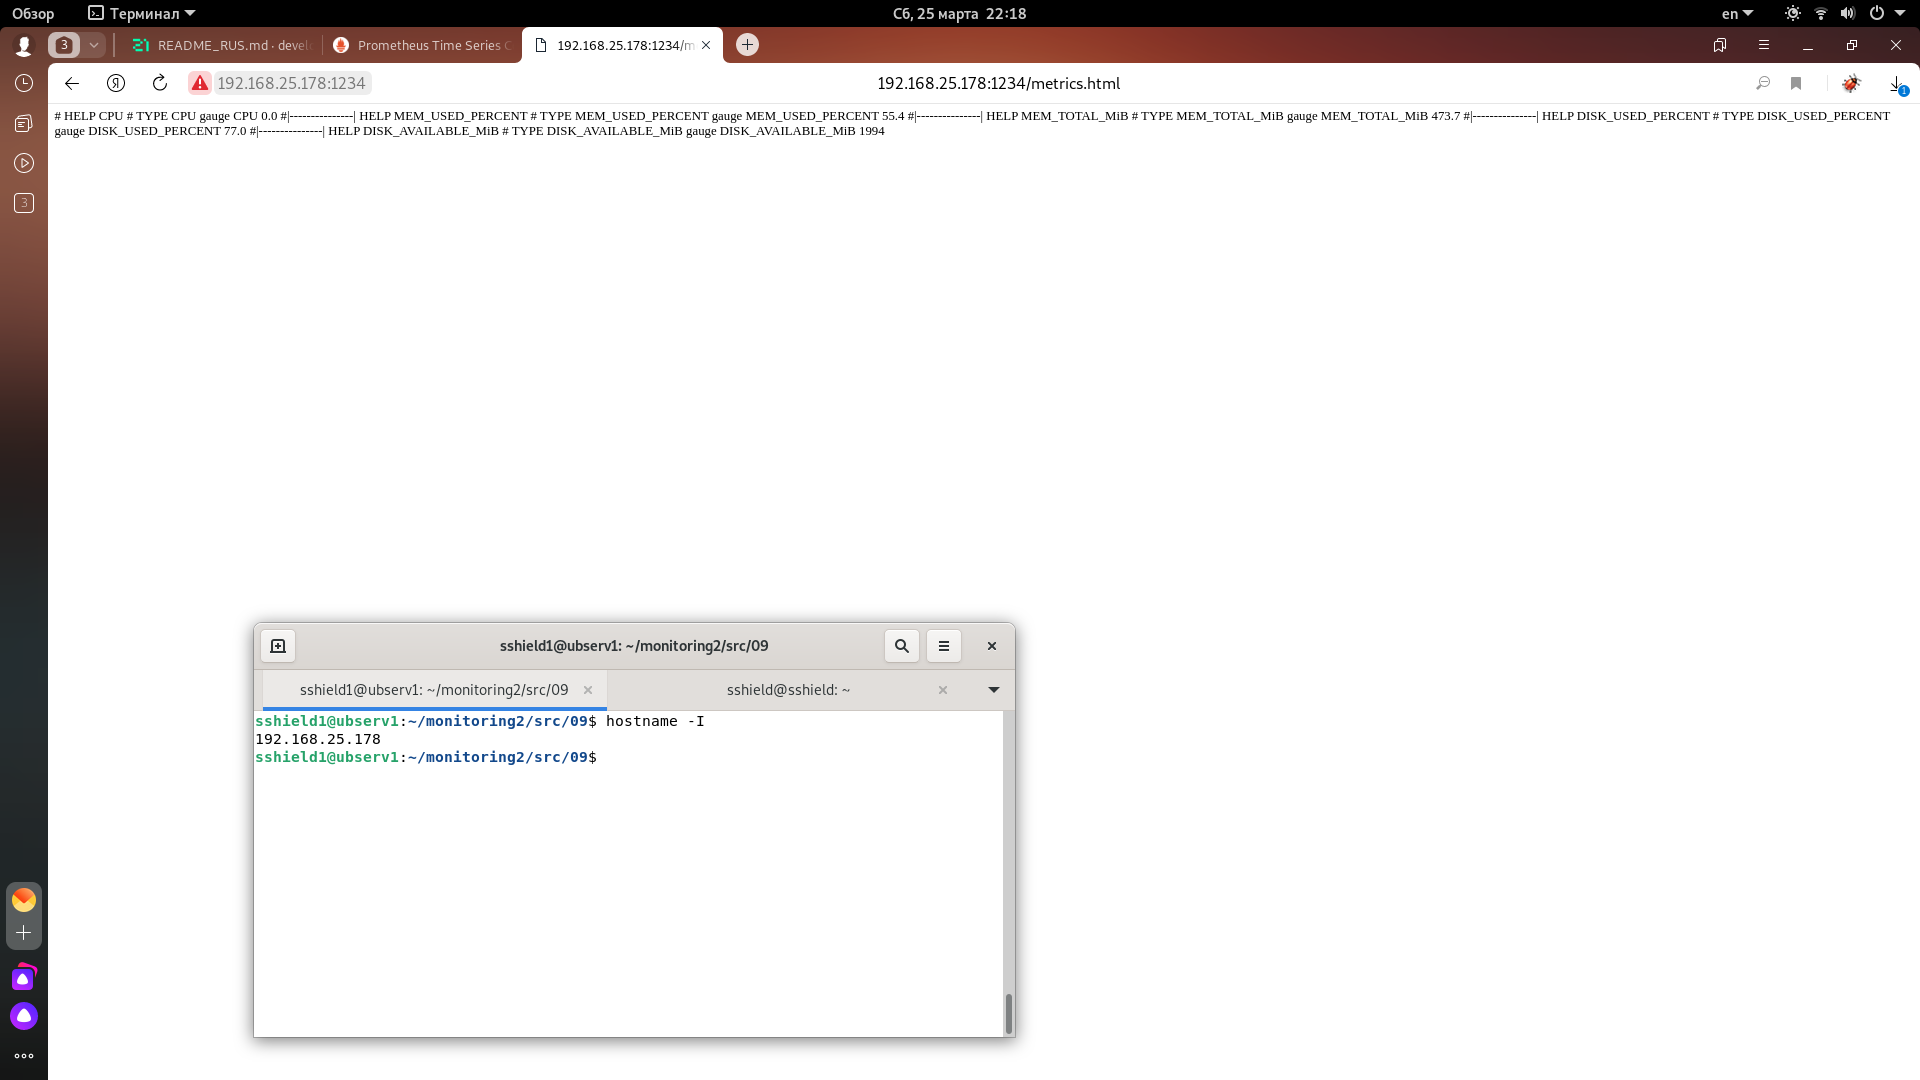 Обзор
Терминал
Сб, 25 марта 22:18
en
3
README_RUS.md · devel
Prometheus Time Series C
192.168.25.178:1234/m
192.168.25.178:1234
192.168.25.178:1234/metrics.html
1
3
# HELP CPU # TYPE CPU gauge CPU 0.0 #|---------------| HELP MEM_USED_PERCENT # TYPE MEM_USED_PERCENT gauge MEM_USED_PERCENT 55.4 #|---------------| HELP MEM_TOTAL_MiB # TYPE MEM_TOTAL_MiB gauge MEM_TOTAL_MiB 473.7 #|---------------| HELP DISK_USED_PERCENT # TYPE DISK_USED_PERCENT
gauge DISK_USED_PERCENT 77.0 #|---------------| HELP DISK_AVAILABLE_MiB # TYPE DISK_AVAILABLE_MiB gauge DISK_AVAILABLE_MiB 1994
sshield1@ubserv1: ~/monitoring2/src/09
sshield1@ubserv1: ~/monitoring2/src/09
sshield@sshield: ~
sshield1@ubserv1:~/monitoring2/src/09$ hostname -I
192.168.25.178
sshield1@ubserv1:~/monitoring2/src/09$